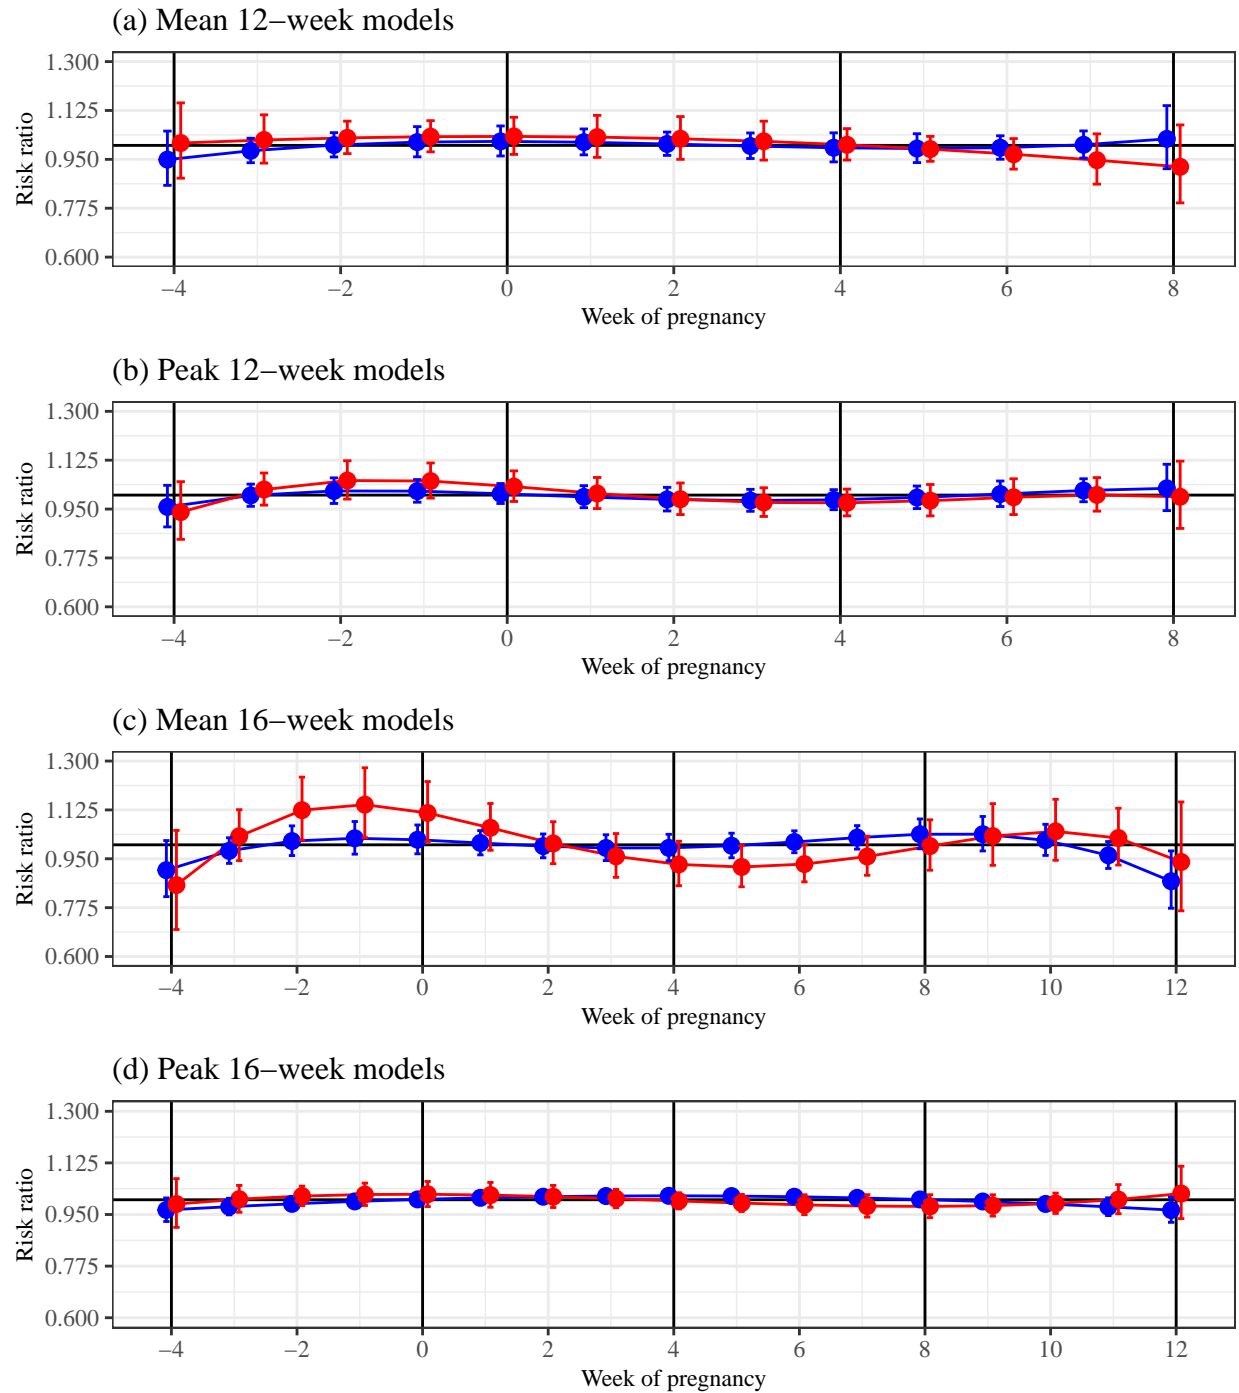 (a) Mean 12−week models
1.300
1.125
0.950
0.775
0.600
Risk ratio
−4 −2 0 2 4 6 8
Week of pregnancy
(b) Peak 12−week models
1.300
1.125
0.950
0.775
0.600
Risk ratio
−4 −2 0 2 4 6 8
Week of pregnancy
(c) Mean 16−week models
1.300
1.125
0.950
0.775
0.600
Risk ratio
−4 −2 0 2 4 6 8 10 12
Week of pregnancy
(d) Peak 16−week models
1.300
1.125
0.950
0.775
0.600
Risk ratio
−4 −2 0 2 4 6 8 10 12
Week of pregnancy